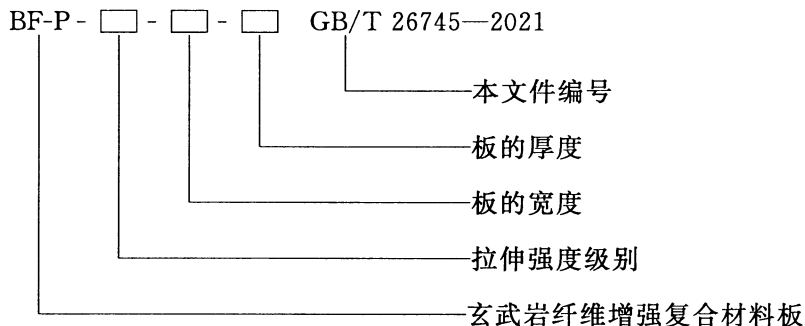 BF-P-□-□-□ GB/T 26745—2021
本文件编号
板的厚度
板的宽度
拉伸强度级别
玄武岩纤维增强复合材料板